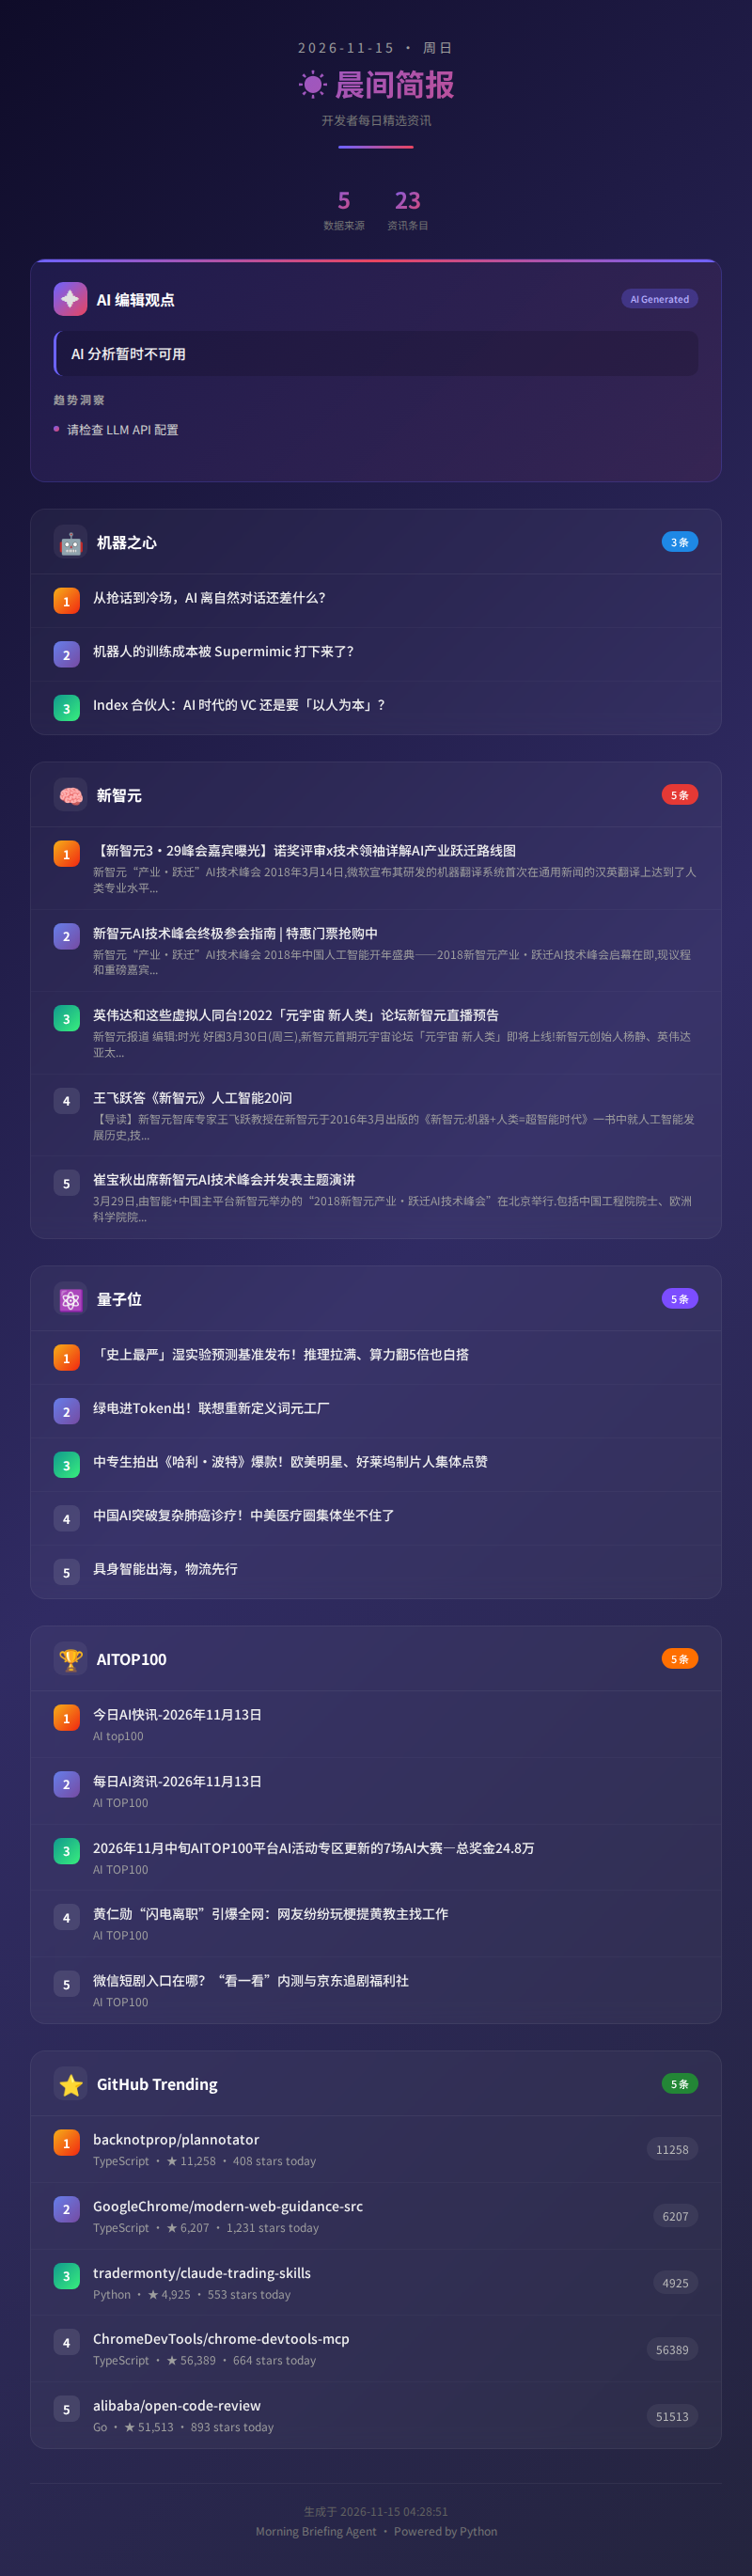 2026-11-15 • 周日
晨间简报
开发者每日精选资讯
5
数据来源
23
资讯条目
AI 编辑观点
AI Generated
AI 分析暂时不可用
趋势洞察
请检查 LLM API 配置
机器之心
3 条
1
从抢话到冷场，AI 离自然对话还差什么？
2
机器人的训练成本被 Supermimic 打下来了？
3
Index 合伙人：AI 时代的 VC 还是要「以人为本」？
新智元
5 条
1
【新智元3・29峰会嘉宾曝光】诺奖评审x技术领袖详解AI产业跃迁路线图
新智元“产业・跃迁”AI技术峰会 2018年3月14日,微软宣布其研发的机器翻译系统首次在通用新闻的汉英翻译上达到了人
类专业水平...
2
新智元AI技术峰会终极参会指南 | 特惠门票抢购中
新智元“产业・跃迁”AI技术峰会 2018年中国人工智能开年盛典——2018新智元产业・跃迁AI技术峰会启幕在即,现议程
和重磅嘉宾...
3
英伟达和这些虚拟人同台!2022「元宇宙 新人类」论坛新智元直播预告
新智元报道 编辑:时光 好困3月30日(周三),新智元首期元宇宙论坛「元宇宙 新人类」即将上线!新智元创始人杨静、英伟达
亚太...
4
王飞跃答《新智元》人工智能20问
【导读】新智元智库专家王飞跃教授在新智元于2016年3月出版的《新智元:机器+人类=超智能时代》一书中就人工智能发
展历史,技...
5
崔宝秋出席新智元AI技术峰会并发表主题演讲
3月29日,由智能+中国主平台新智元举办的“2018新智元产业・跃迁AI技术峰会”在北京举行.包括中国工程院院士、欧洲
科学院院...
量子位
5 条
1
「史上最严」湿实验预测基准发布！推理拉满、算力翻5倍也白搭
2
绿电进Token出！联想重新定义词元工厂
3
中专生拍出《哈利・波特》爆款！欧美明星、好莱坞制片人集体点赞
4
中国AI突破复杂肺癌诊疗！中美医疗圈集体坐不住了
5
具身智能出海，物流先行
AITOP100
5 条
1
今日AI快讯-2026年11月13日
AI top100
2
每日AI资讯-2026年11月13日
AI TOP100
3
2026年11月中旬AITOP100平台AI活动专区更新的7场AI大赛—总奖金24.8万
AI TOP100
4
黄仁勋“闪电离职”引爆全网：网友纷纷玩梗提黄教主找工作
AI TOP100
5
微信短剧入口在哪？“看一看”内测与京东追剧福利社
AI TOP100
GitHub Trending
5 条
1
backnotprop/plannotator
TypeScript • ★ 11,258 • 408 stars today
11258
2
GoogleChrome/modern-web-guidance-src
TypeScript • ★ 6,207 • 1,231 stars today
6207
3
tradermonty/claude-trading-skills
Python • ★ 4,925 • 553 stars today
4925
4
ChromeDevTools/chrome-devtools-mcp
TypeScript • ★ 56,389 • 664 stars today
56389
5
alibaba/open-code-review
Go • ★ 51,513 • 893 stars today
51513
生成于 2026-11-15 04:28:51
Morning Briefing Agent • Powered by Python